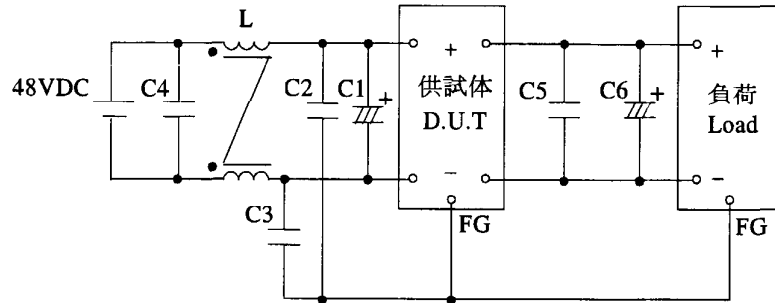 L
48VDC
C4
C2
C1
+
+
供試体
D.U.T
−
C5
C6
+
+
負荷
Load
−
C3
FG
FG